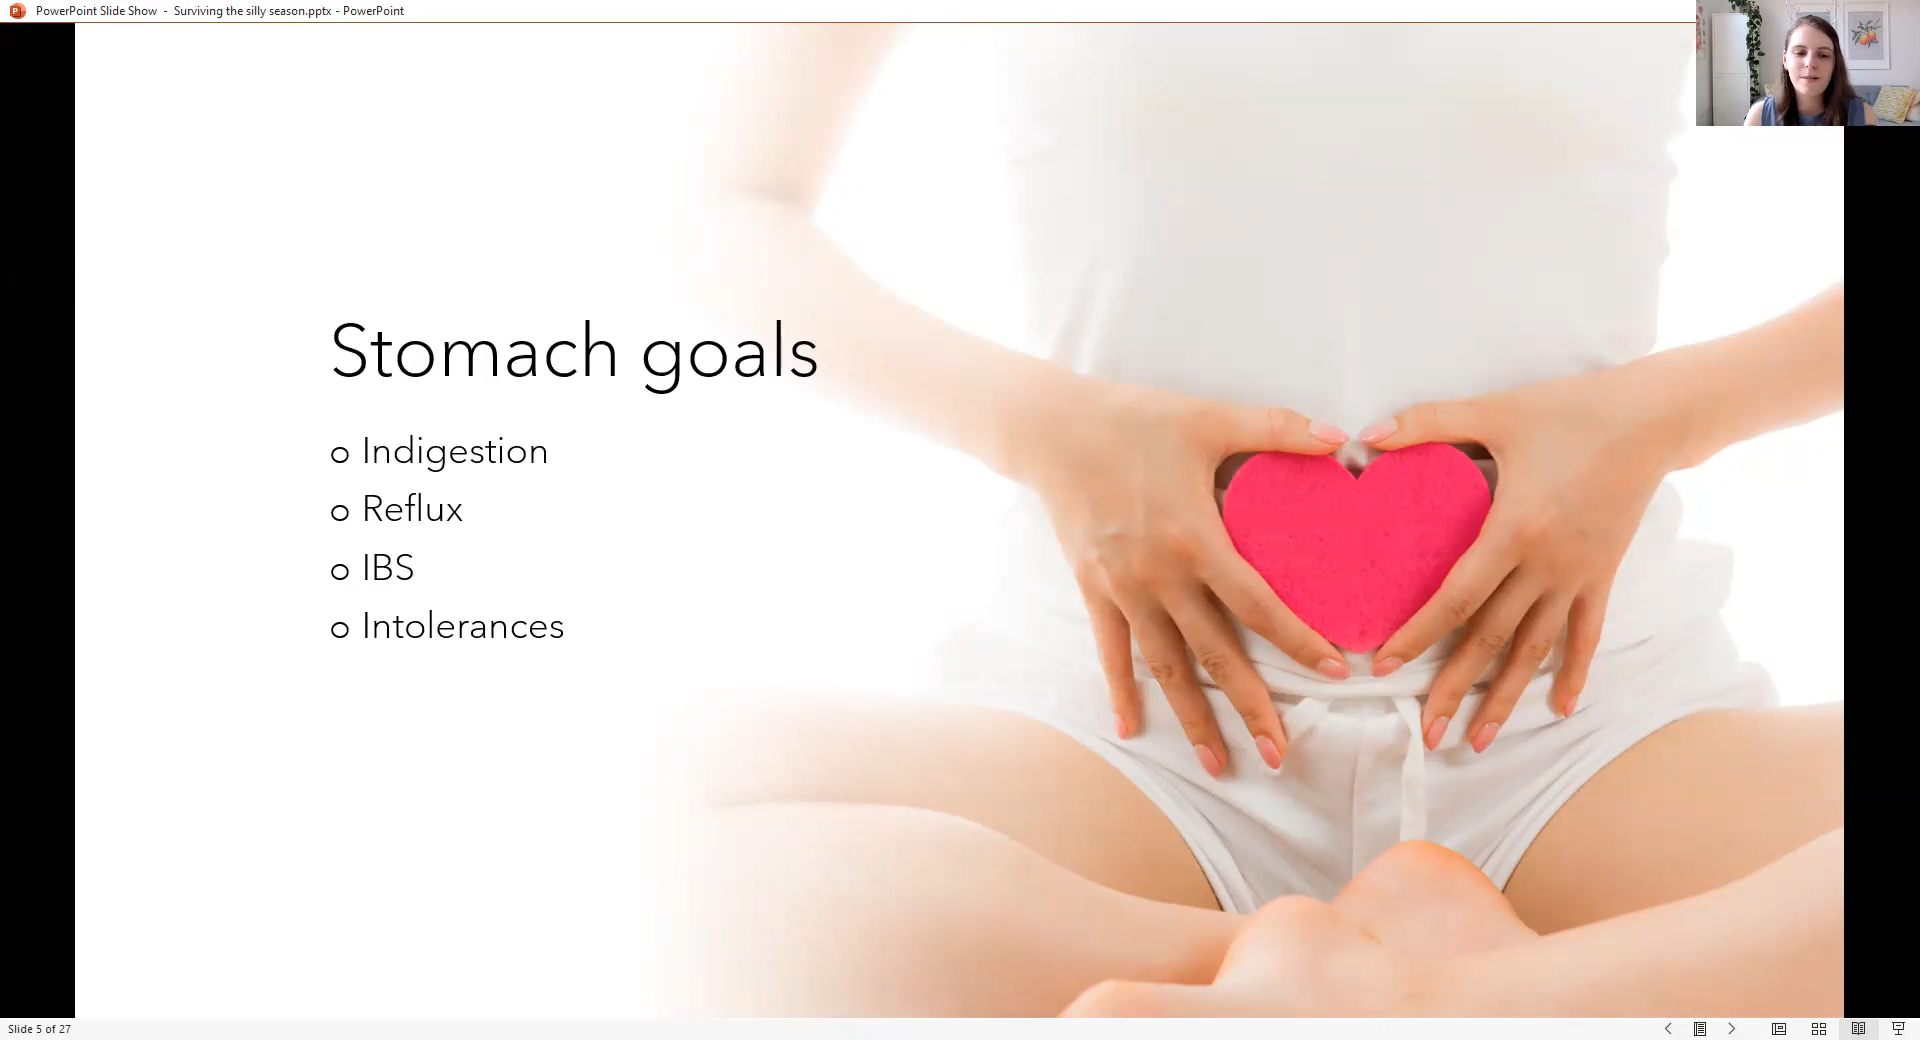 PowerPoint Slide Show - Surviving the silly season.pptx - PowerPoint
Stomach goals
o Indigestion
o Reflux
o IBS
o Intolerances
Slide 5 of 27